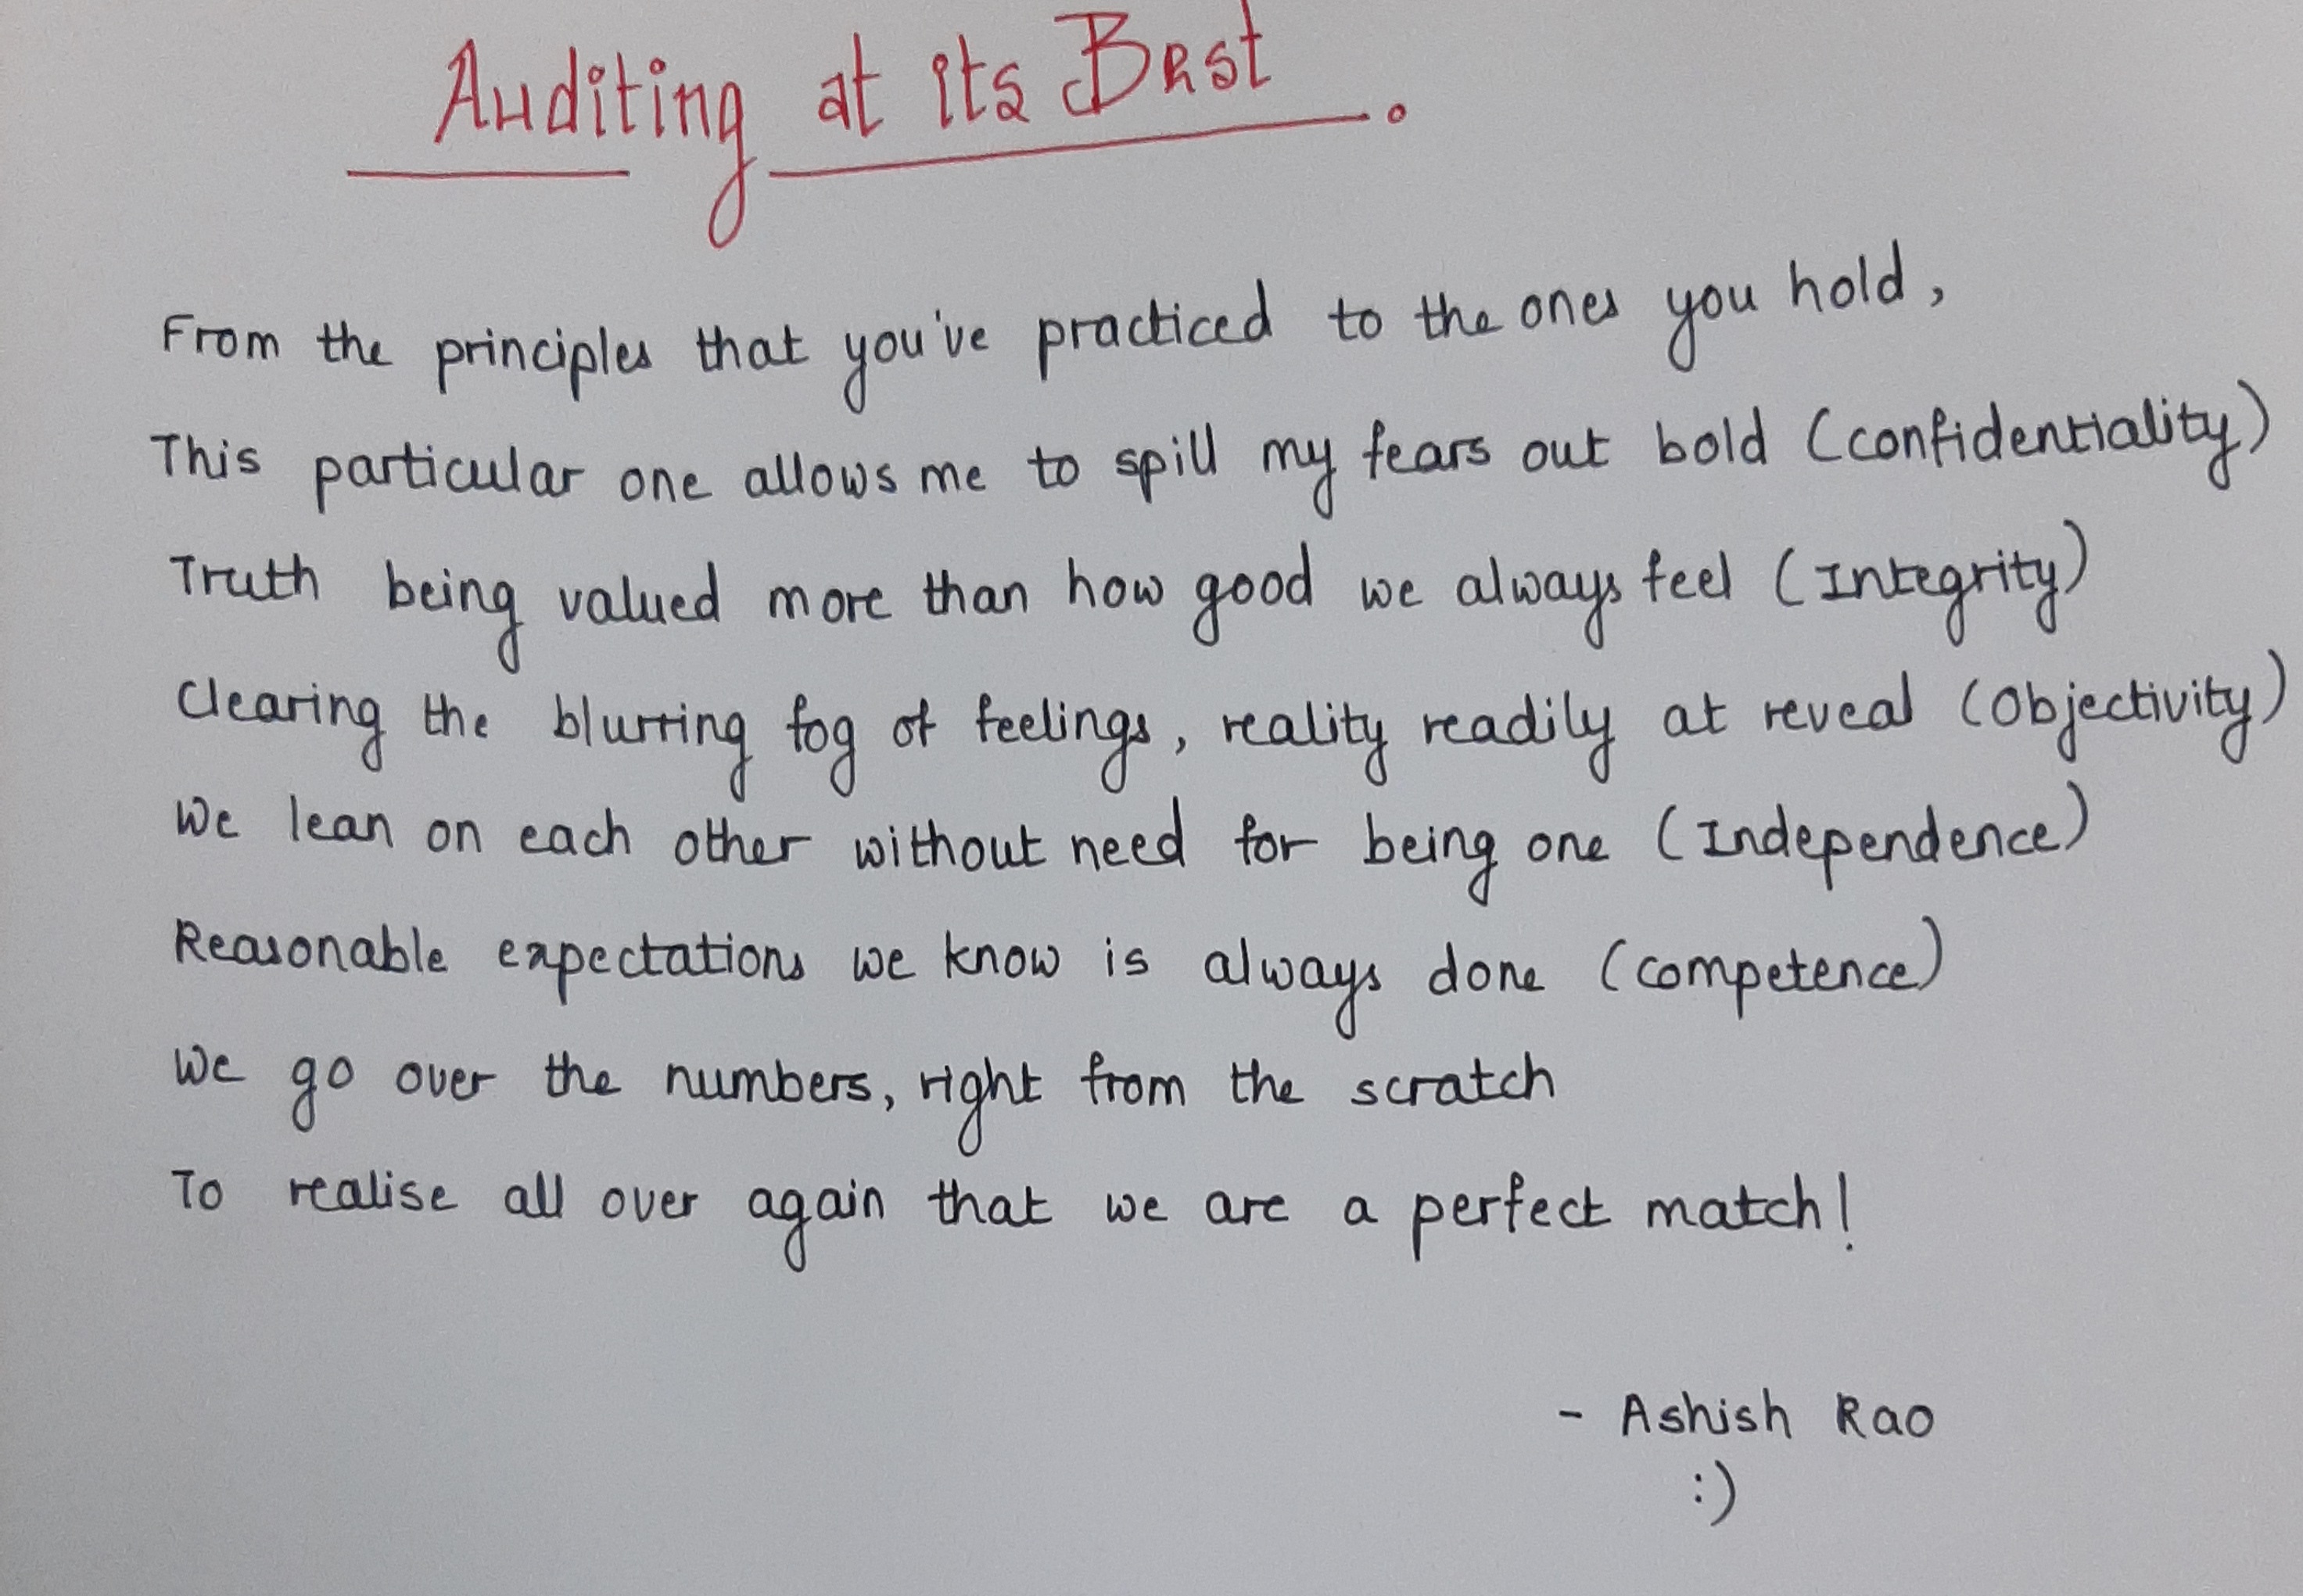 Auditing at its Best.
From the principles that you've practiced to the ones you hold,
This particular one allows me to spill my fears out bold (confidentiality)
Truth being valued more than how good we always feel (Integrity)
Clearing the blurring fog of feelings, reality readily at reveal (Objectivity)
We lean on each other without need for being one (Independence)
Reasonable expectations we know is always done (competence)
We go over the numbers, right from the scratch
To realise all over again that we are a perfect match!
- Ashish Rao
:)